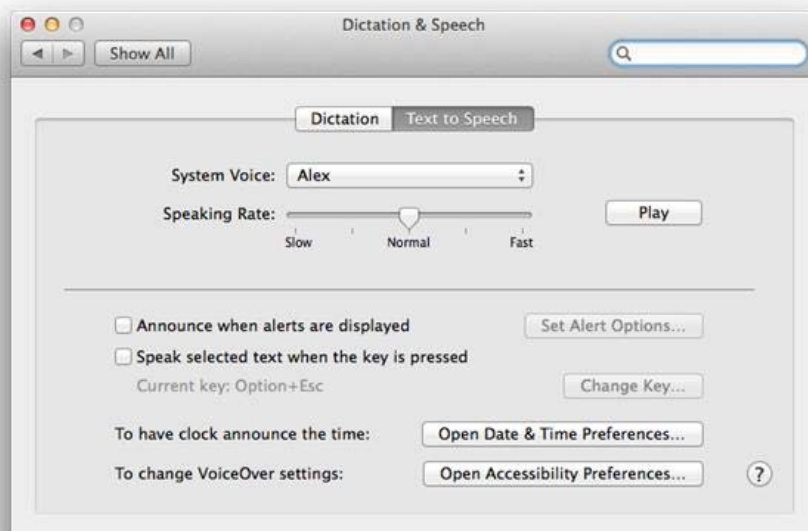 Dictation & Speech
Show All
Dictation Text to Speech
System Voice: Alex
Speaking Rate:
Play
Slow Normal Fast
Announce when alerts are displayed Set Alert Options...
Speak selected text when the key is pressed
Current key: Option+Esc Change Key...
To have clock announce the time: Open Date & Time Preferences...
To change VoiceOver settings: Open Accessibility Preferences... ?